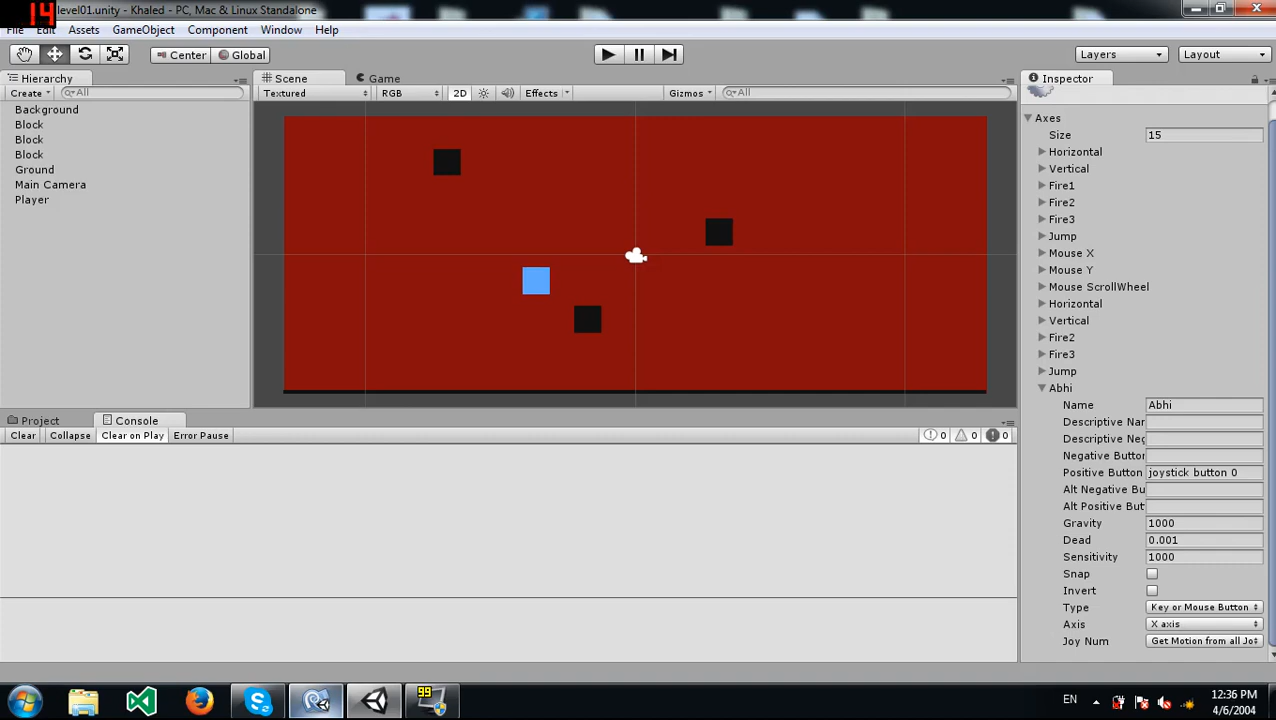 14
level01.unity - Khaled - PC, Mac & Linux Standalone
File Edit Assets GameObject Component Window Help
Center Global Layers Layout
Hierarchy Scene Game Inspector
Create All Textured RGB 2D Effects Gizmos All
Background
Block
Block
Block
Ground
Main Camera
Player
Axes
Size 15
Horizontal
Vertical
Fire1
Fire2
Fire3
Jump
Mouse X
Mouse Y
Mouse ScrollWheel
Horizontal
Vertical
Fire2
Fire3
Jump
Abhi
Name Abhi
Descriptive Nar
Descriptive Neg
Negative Button
Positive Button joystick button 0
Alt Negative Bu
Alt Positive But
Gravity 1000
Dead 0.001
Sensitivity 1000
Snap
Invert
Type Key or Mouse Button
Axis X axis
Joy Num Get Motion from all Jo
Project Console
Clear Collapse Clear on Play Error Pause 0 0 0
99
EN 12:36 PM
4/6/2004